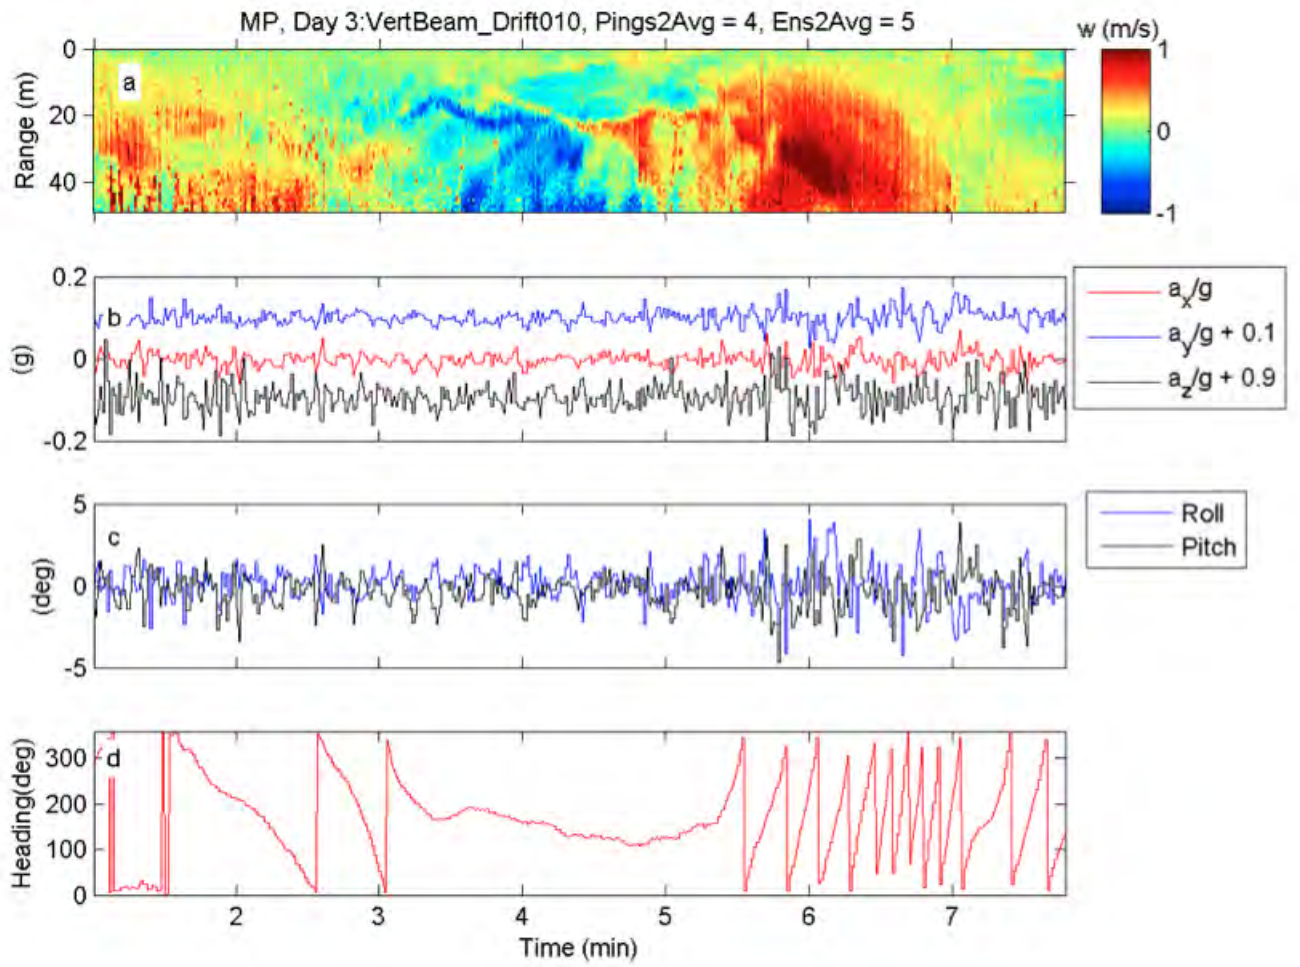 MP, Day 3:VertBeam_Drift010, Pings2Avg = 4, Ens2Avg = 5
w (m/s)
a
Range (m)
0
20
40
1
0
-1
b
(g)
0.2
0
-0.2
a_x/g
a_y/g + 0.1
a_z/g + 0.9
c
(deg)
5
0
-5
Roll
Pitch
d
Heading(deg)
300
200
100
0
2 3 4 5 6 7
Time (min)